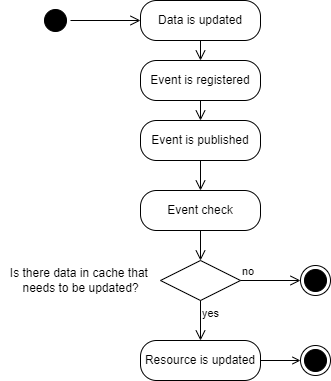 Data is updated
Event is registered
Event is published
Event check
Is there data in cache that
needs to be updated?
no
yes
Resource is updated